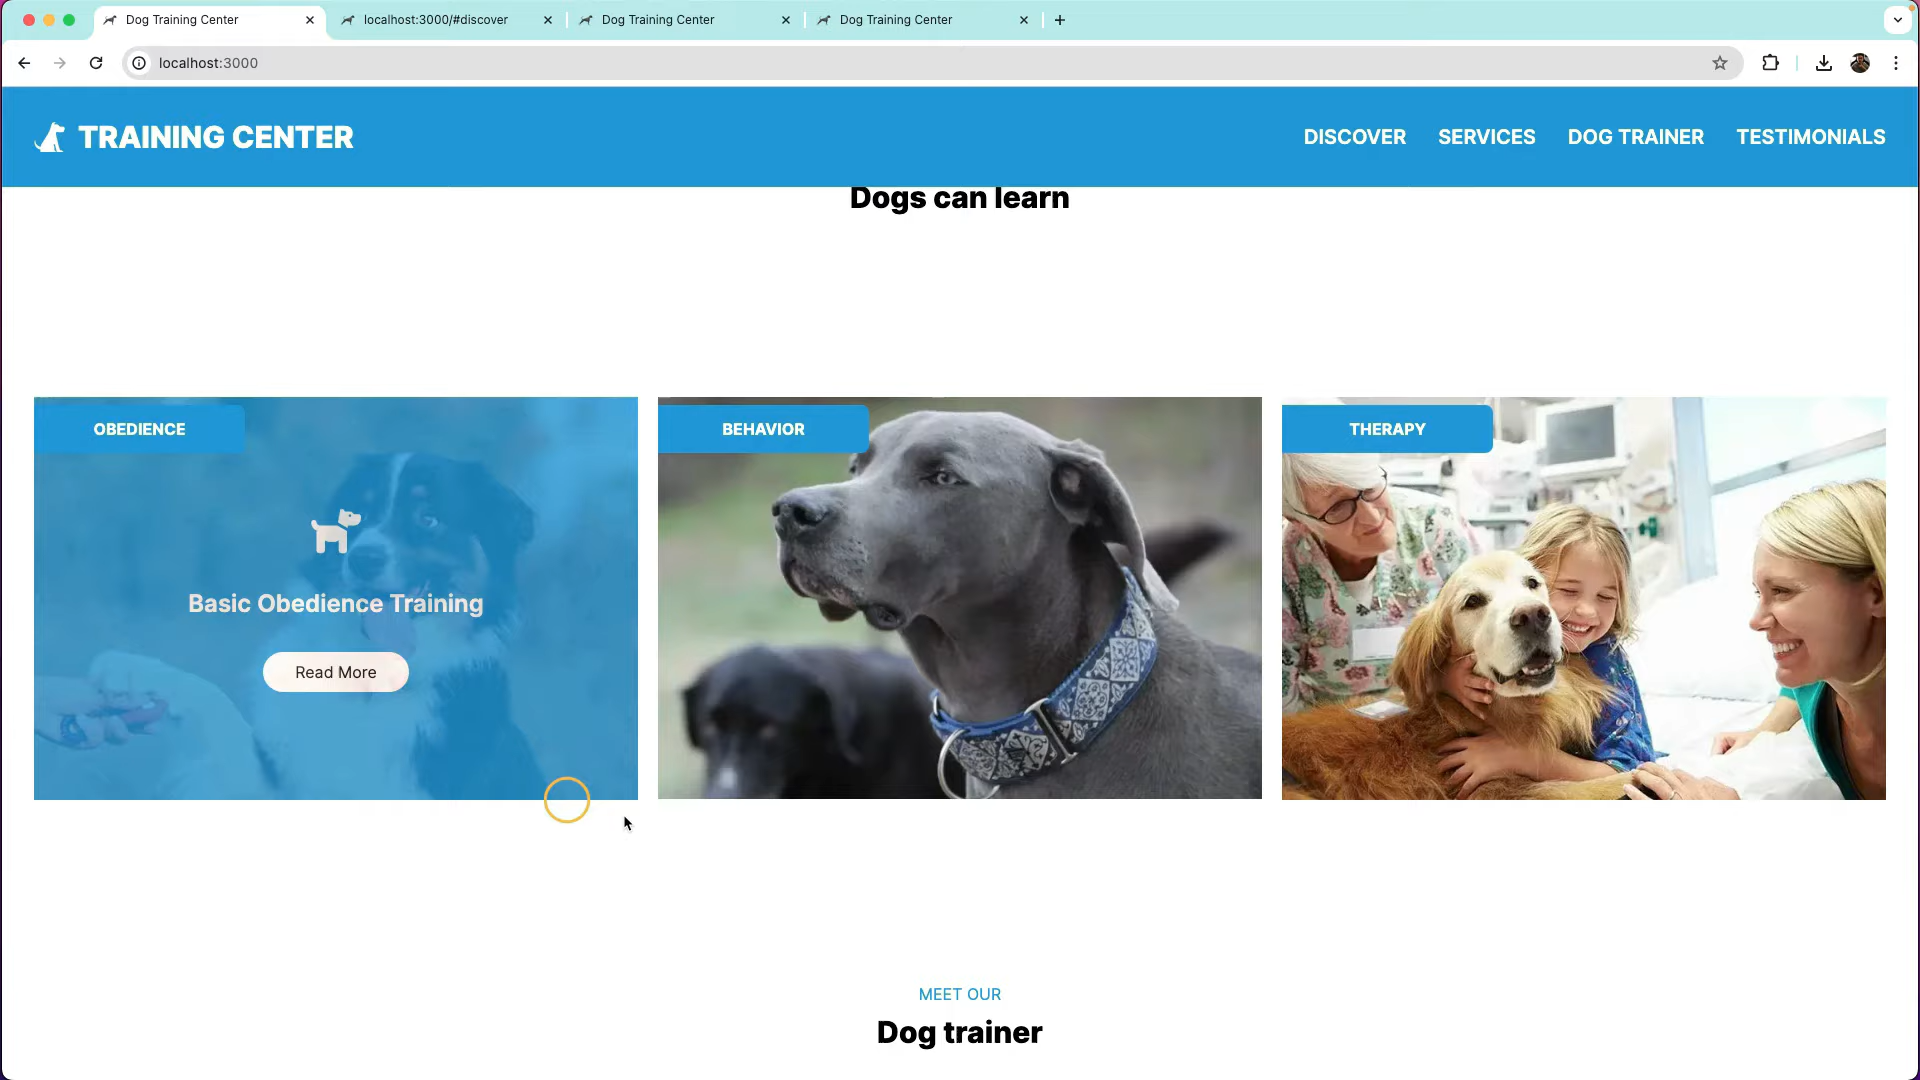 Dog Training Center
localhost:3000/#discover
Dog Training Center
Dog Training Center
localhost:3000
TRAINING CENTER
DISCOVER
SERVICES
DOG TRAINER
TESTIMONIALS
Dogs can learn
OBEDIENCE
Basic Obedience Training
Read More
BEHAVIOR
THERAPY
MEET OUR
Dog trainer